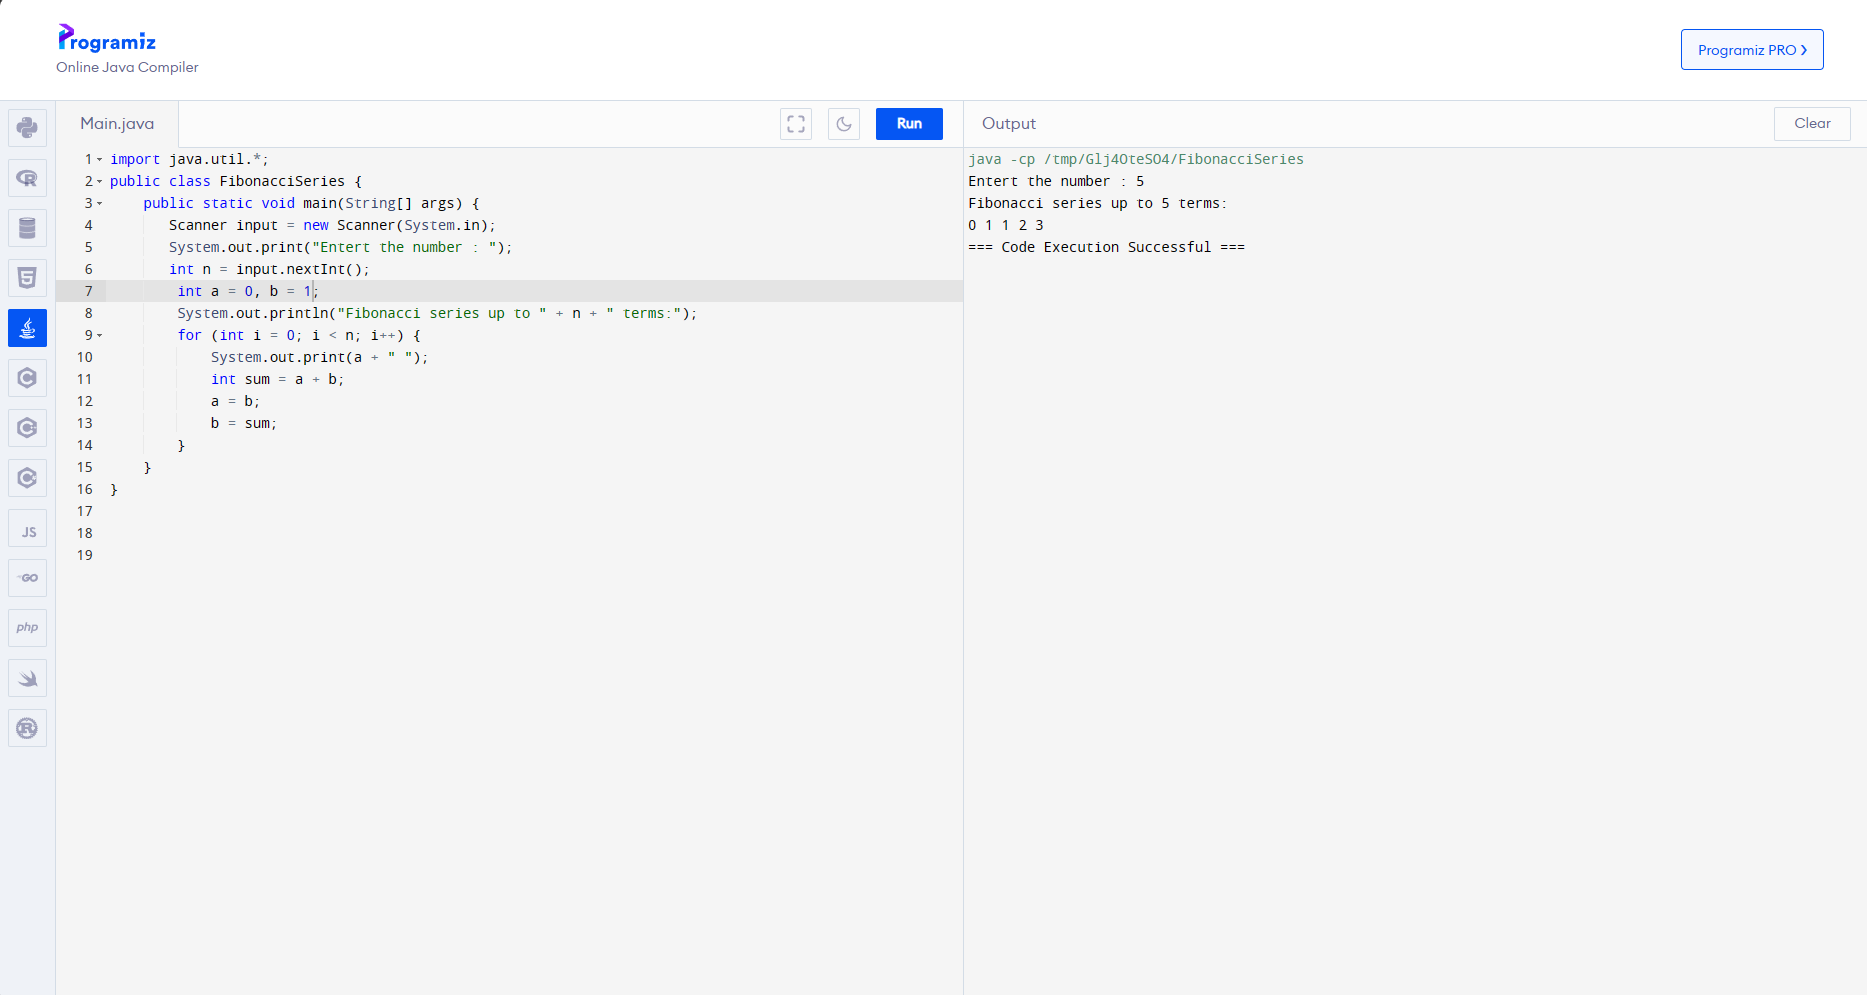 Programiz
Online Java Compiler
Programiz PRO ❯
Main.java
Run
Output
Clear
1 import java.util.*;
2 public class FibonacciSeries {
3     public static void main(String[] args) {
4        Scanner input = new Scanner(System.in);
5        System.out.print("Entert the number : ");
6        int n = input.nextInt();
7         int a = 0, b = 1;
8         System.out.println("Fibonacci series up to " + n + " terms:");
9         for (int i = 0; i < n; i++) {
10             System.out.print(a + " ");
11             int sum = a + b;
12             a = b;
13             b = sum;
14         }
15     }
16 }
17
18
19
java -cp /tmp/Glj4OteSO4/FibonacciSeries
Entert the number : 5
Fibonacci series up to 5 terms:
0 1 1 2 3
=== Code Execution Successful ===
R
5
C
C+
C
JS
GO
php
R